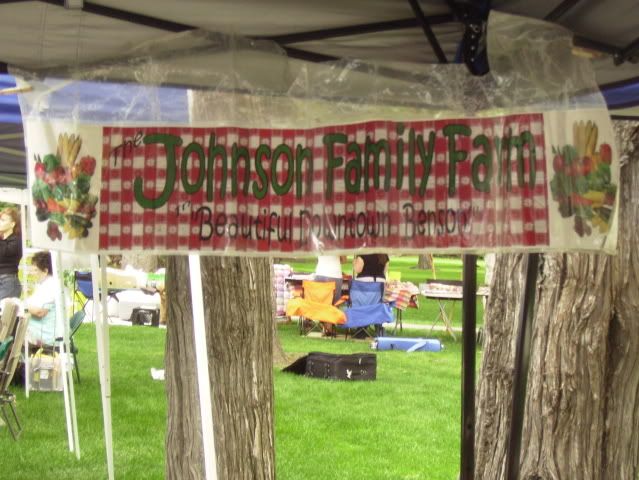 The Johnson Family Farm
In "Beautiful Downtown Benson"